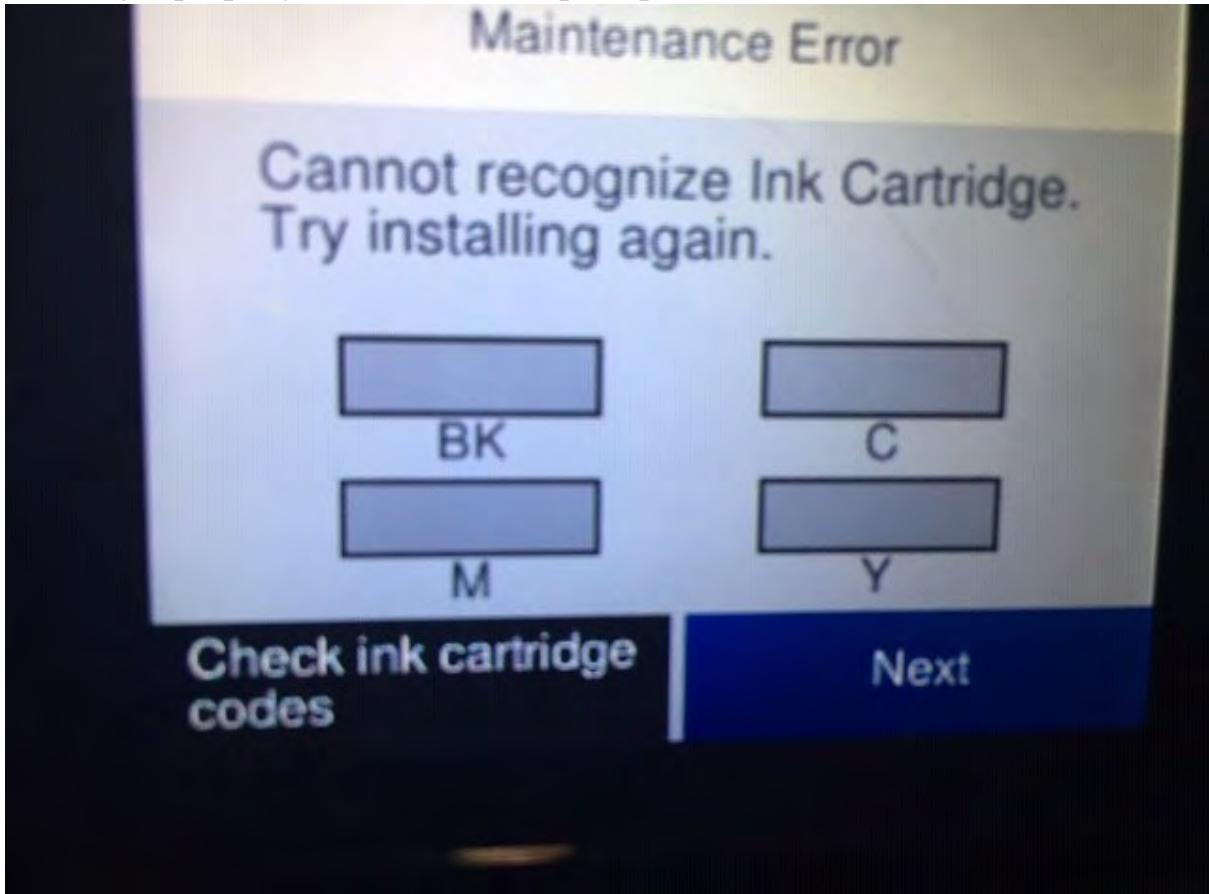 Maintenance Error
Cannot recognize Ink Cartridge.
Try installing again.
BK
C
M
Y
Check ink cartridge
codes
Next